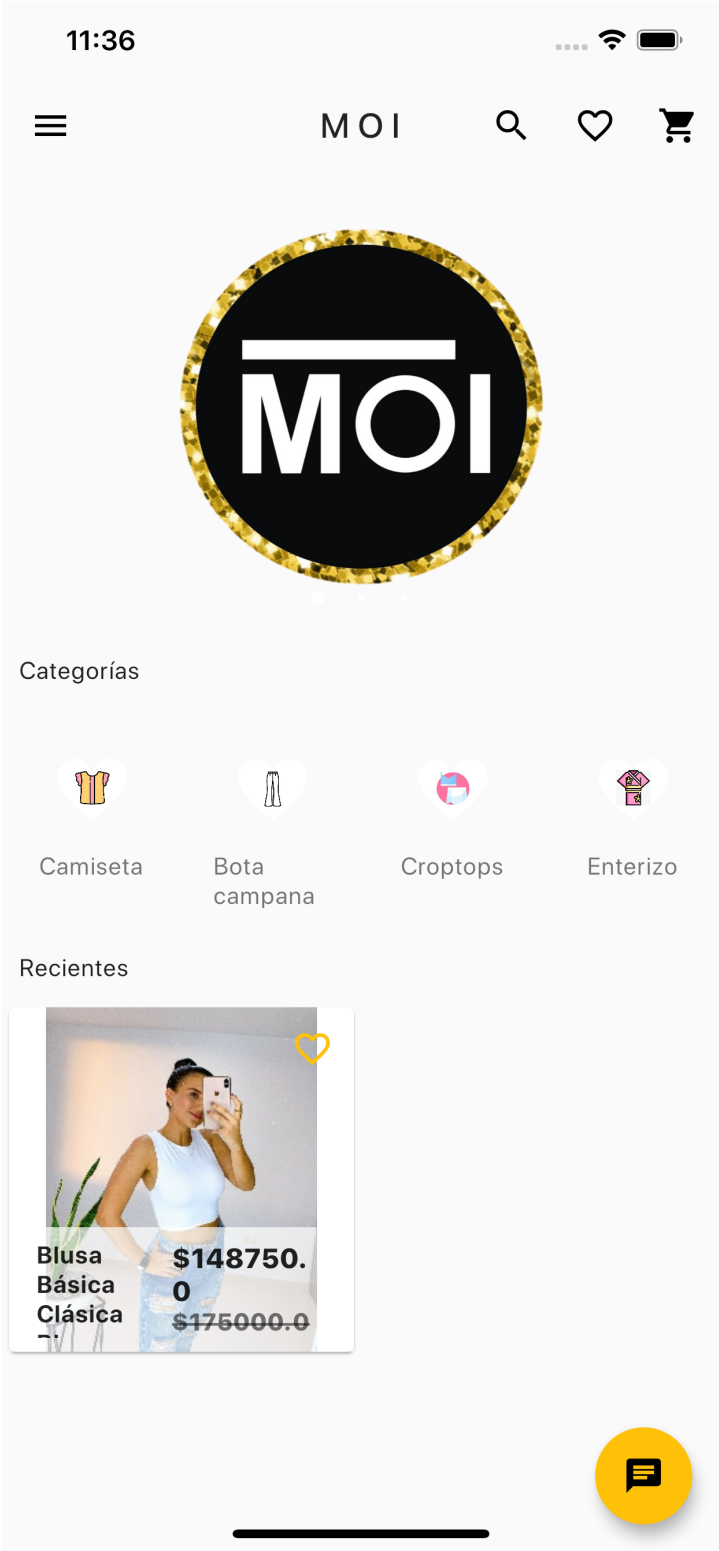 11:36
MOI
MOI
Categorías
Camiseta
Bota
campana
Croptops
Enterizo
Recientes
Blusa
Básica
Clásica
$148750.
0
$175000.0